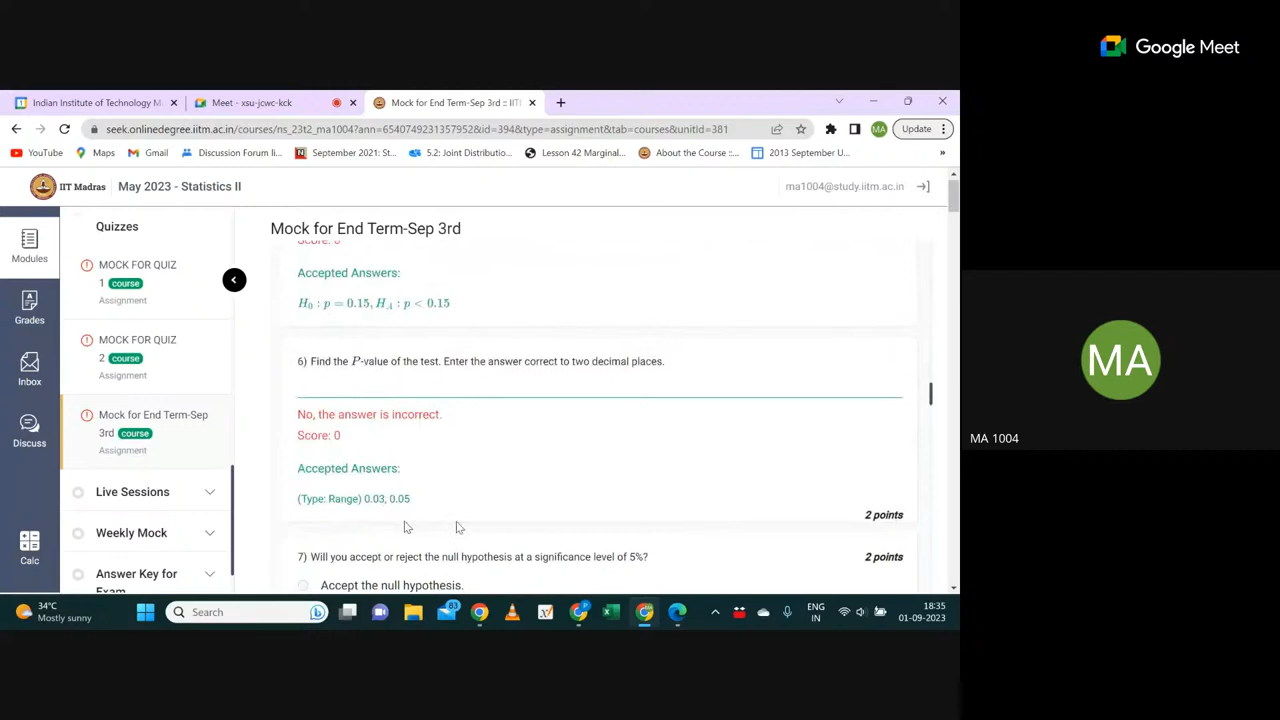 Google Meet
Indian Institute of Technology M
Meet - xsu-jcwc-kck
Mock for End Term-Sep 3rd :: IIT
seek.onlinedegree.iitm.ac.in/courses/ns_23t2_ma1004?ann=6540749231357952&id=394&type=assignment&tab=courses&unitId=381
MA
Update
YouTube
Maps
Gmail
Discussion Forum li...
September 2021: St...
5.2: Joint Distributio...
Lesson 42 Marginal...
About the Course ::...
2013 September U...
»
IIT Madras
May 2023 - Statistics II
ma1004@study.iitm.ac.in
Modules
Grades
Inbox
Discuss
Calc
Quizzes
MOCK FOR QUIZ
1 course
Assignment
MOCK FOR QUIZ
2 course
Assignment
Mock for End Term-Sep
3rd course
Assignment
Live Sessions
Weekly Mock
Answer Key for
Exam
Mock for End Term-Sep 3rd
Score: 0
Accepted Answers:
H₀ : p = 0.15, H_A : p < 0.15
6) Find the P-value of the test. Enter the answer correct to two decimal places.
No, the answer is incorrect.
Score: 0
Accepted Answers:
(Type: Range) 0.03, 0.05
2 points
7) Will you accept or reject the null hypothesis at a significance level of 5%?
2 points
Accept the null hypothesis.
MA
MA 1004
34°C
Mostly sunny
Search
83
ENG
IN
18:35
01-09-2023